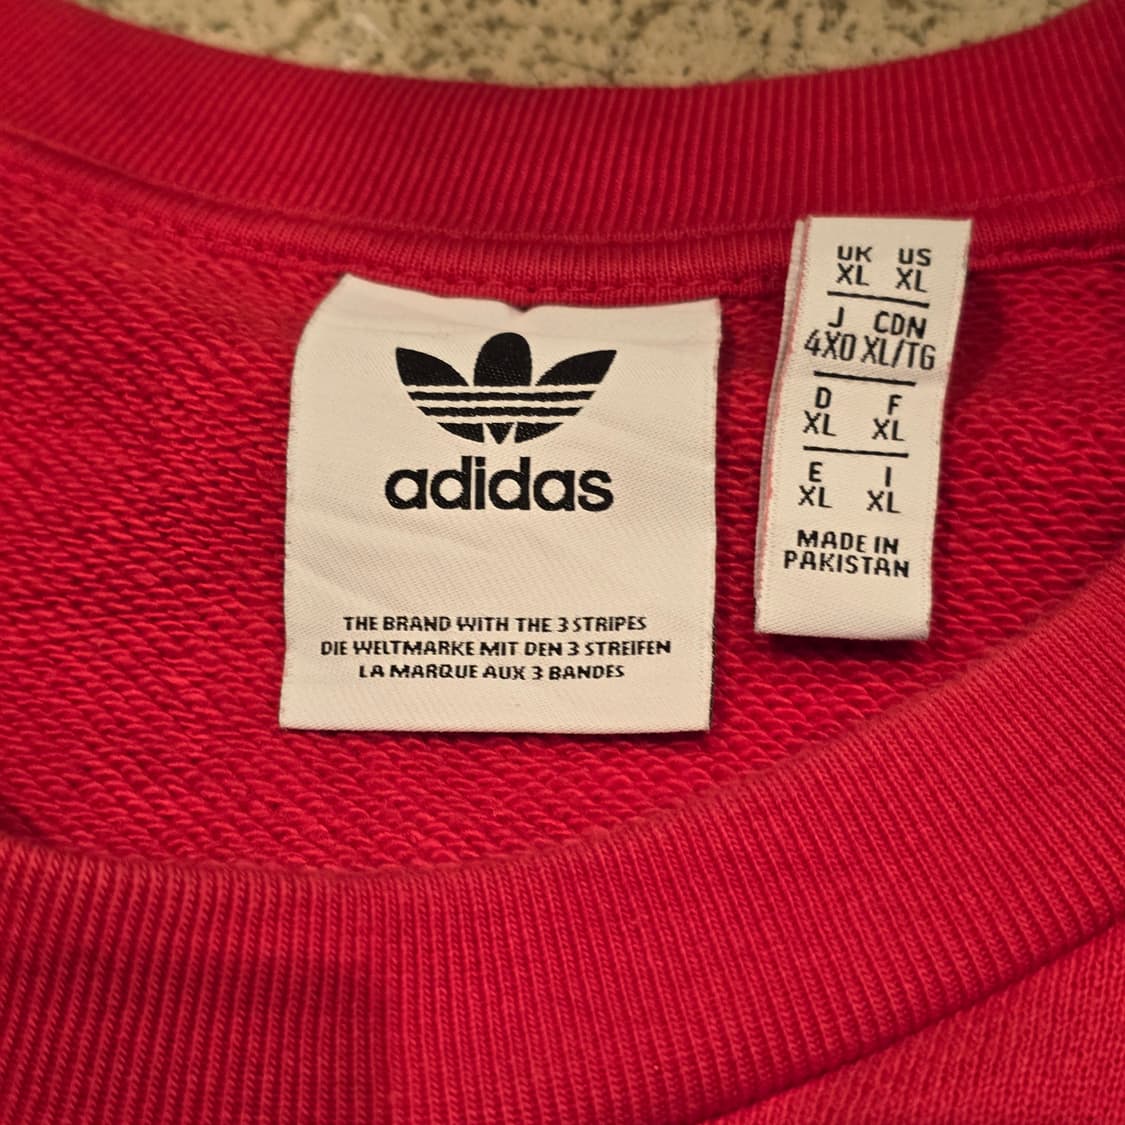 adidas
THE BRAND WITH THE 3 STRIPES
DIE WELTMARKE MIT DEN 3 STREIFEN
LA MARQUE AUX 3 BANDES
UK US
XL XL
J CDN
4XO XL/TG
D F
XL XL
E I
XL XL
MADE IN
PAKISTAN